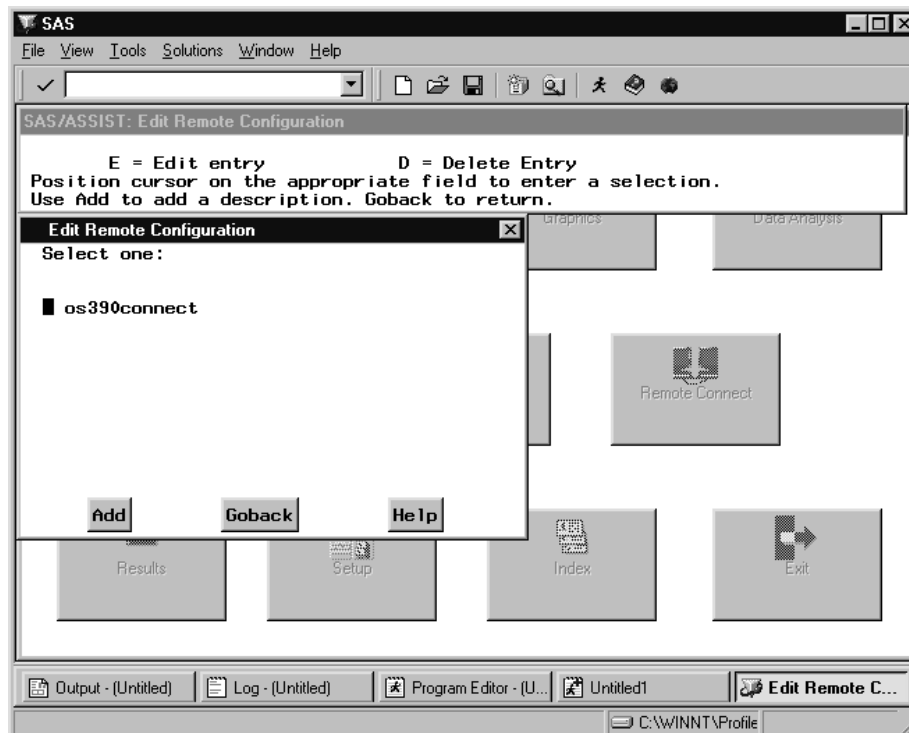 SAS
File View Tools Solutions Window Help
SAS/ASSIST: Edit Remote Configuration
E = Edit entry D = Delete Entry
Position cursor on the appropriate field to enter a selection.
Use Add to add a description. Goback to return.
Graphics Data Analysis
Edit Remote Configuration
Select one:
os390connect
Remote Connect
Add Goback Help
Results Setup Index Exit
Output - (Untitled) Log - (Untitled) Program Editor - (U... Untitled1 Edit Remote C...
C:\WINNT\Profile